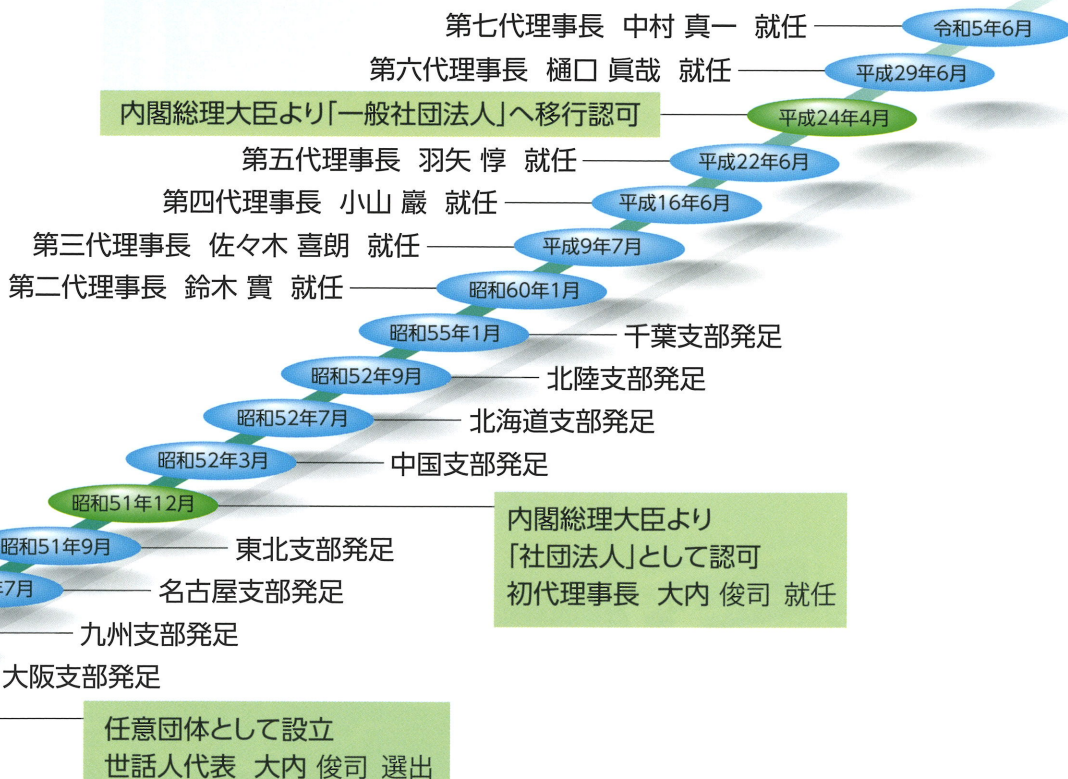 第七代理事長 中村 真一 就任 令和5年6月
第六代理事長 樋口 眞哉 就任 平成29年6月
内閣総理大臣より「一般社団法人」へ移行認可 平成24年4月
第五代理事長 羽矢 惇 就任 平成22年6月
第四代理事長 小山 巖 就任 平成16年6月
第三代理事長 佐々木 喜朗 就任 平成9年7月
第二代理事長 鈴木 實 就任 昭和60年1月
昭和55年1月 千葉支部発足
昭和52年9月 北陸支部発足
昭和52年7月 北海道支部発足
昭和52年3月 中国支部発足
昭和51年12月
内閣総理大臣より
「社団法人」として認可
初代理事長 大内 俊司 就任
昭和51年9月 東北支部発足
年7月 名古屋支部発足
九州支部発足
大阪支部発足
任意団体として設立
世話人代表 大内 俊司 選出